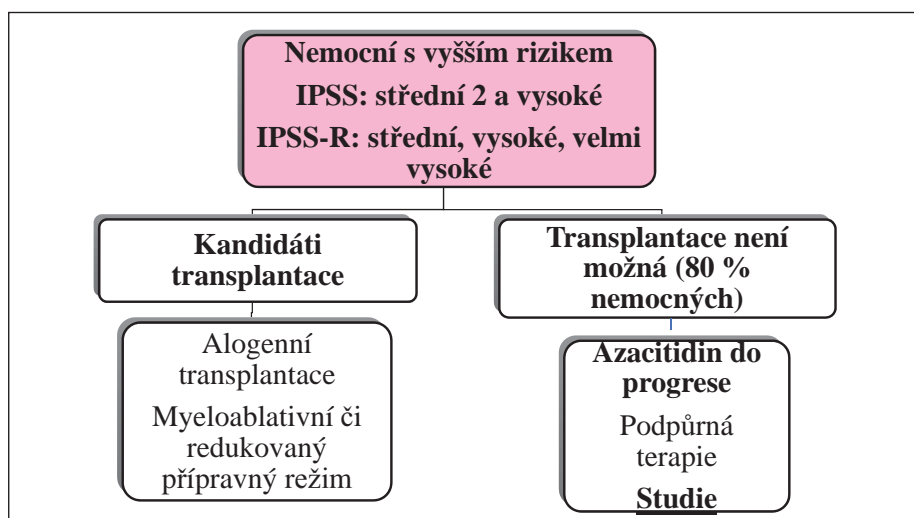 Nemocní s vyšším rizikem
IPSS: střední 2 a vysoké
IPSS-R: střední, vysoké, velmi
vysoké
Kandidáti
transplantace
Transplantace není
možná (80 %
nemocných)
Alogenní
transplantace
Myeloablativní či
redukovaný
přípravný režim
Azacitidin do
progrese
Podpůrná
terapie
Studie